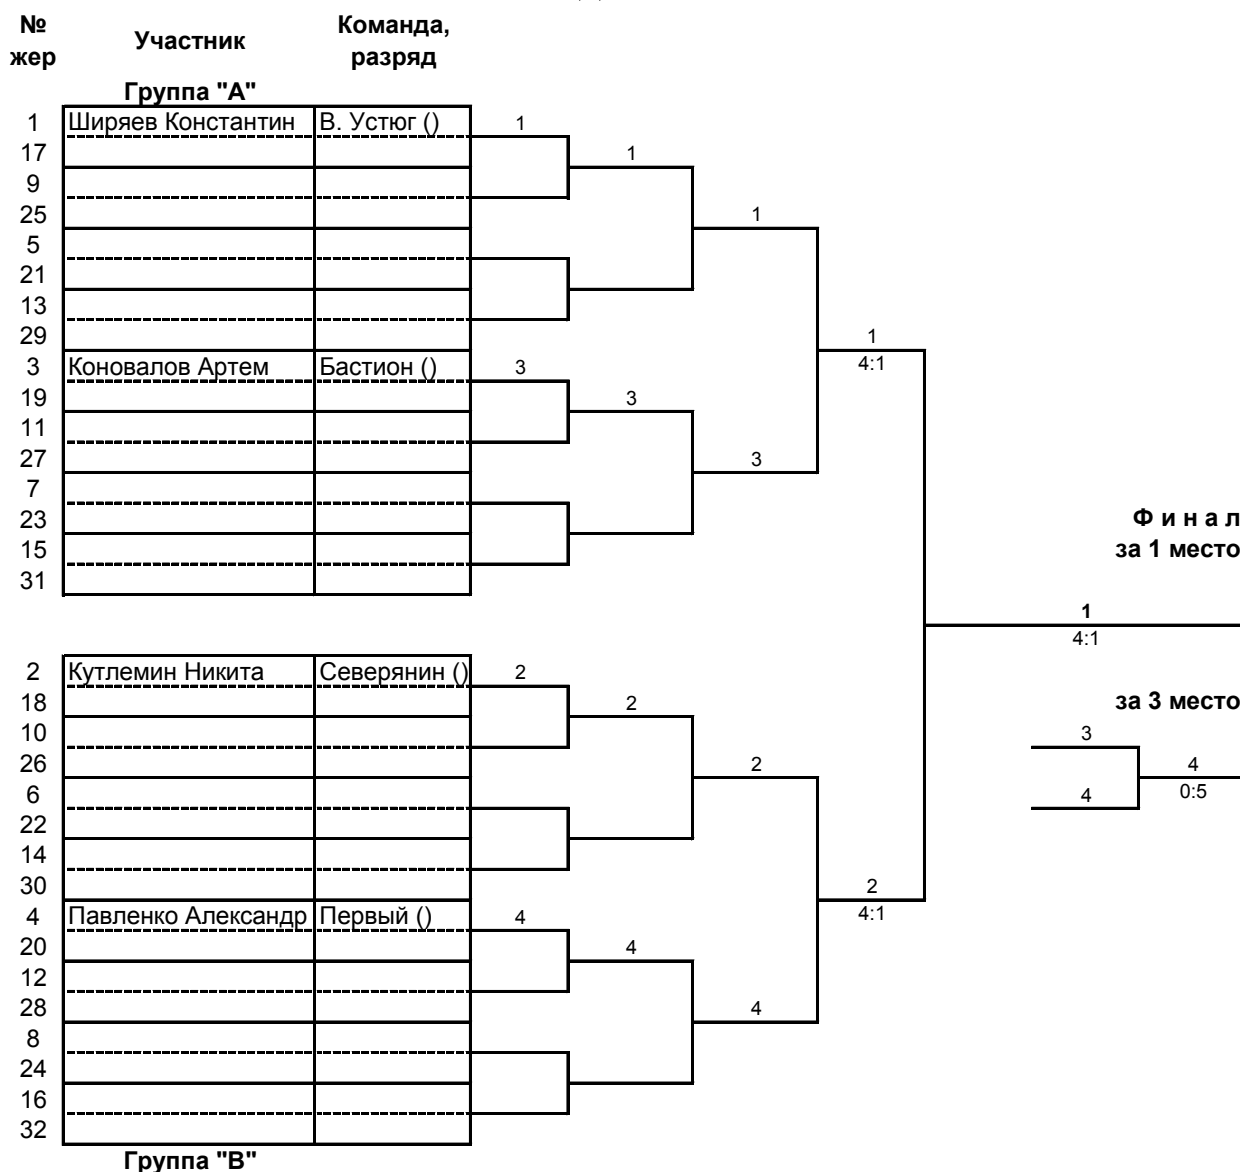 № жер Участник Команда, разряд
Группа "А"
1 Ширяев Константин В. Устюг () 1
17 1
9
25 1
5
21
13
29 1
3 Коновалов Артем Бастион () 3 4:1
19 3
11
27 3
7
23 Ф и н а л
15 за 1 место
31
1
4:1
2 Кутлемин Никита Северянин () 2
18 2 за 3 место
10 3
26 2 4
6 4 0:5
22
14
30 2
4 Павленко Александр Первый () 4 4:1
20 4
12
28 4
8
24
16
32
Группа "В"